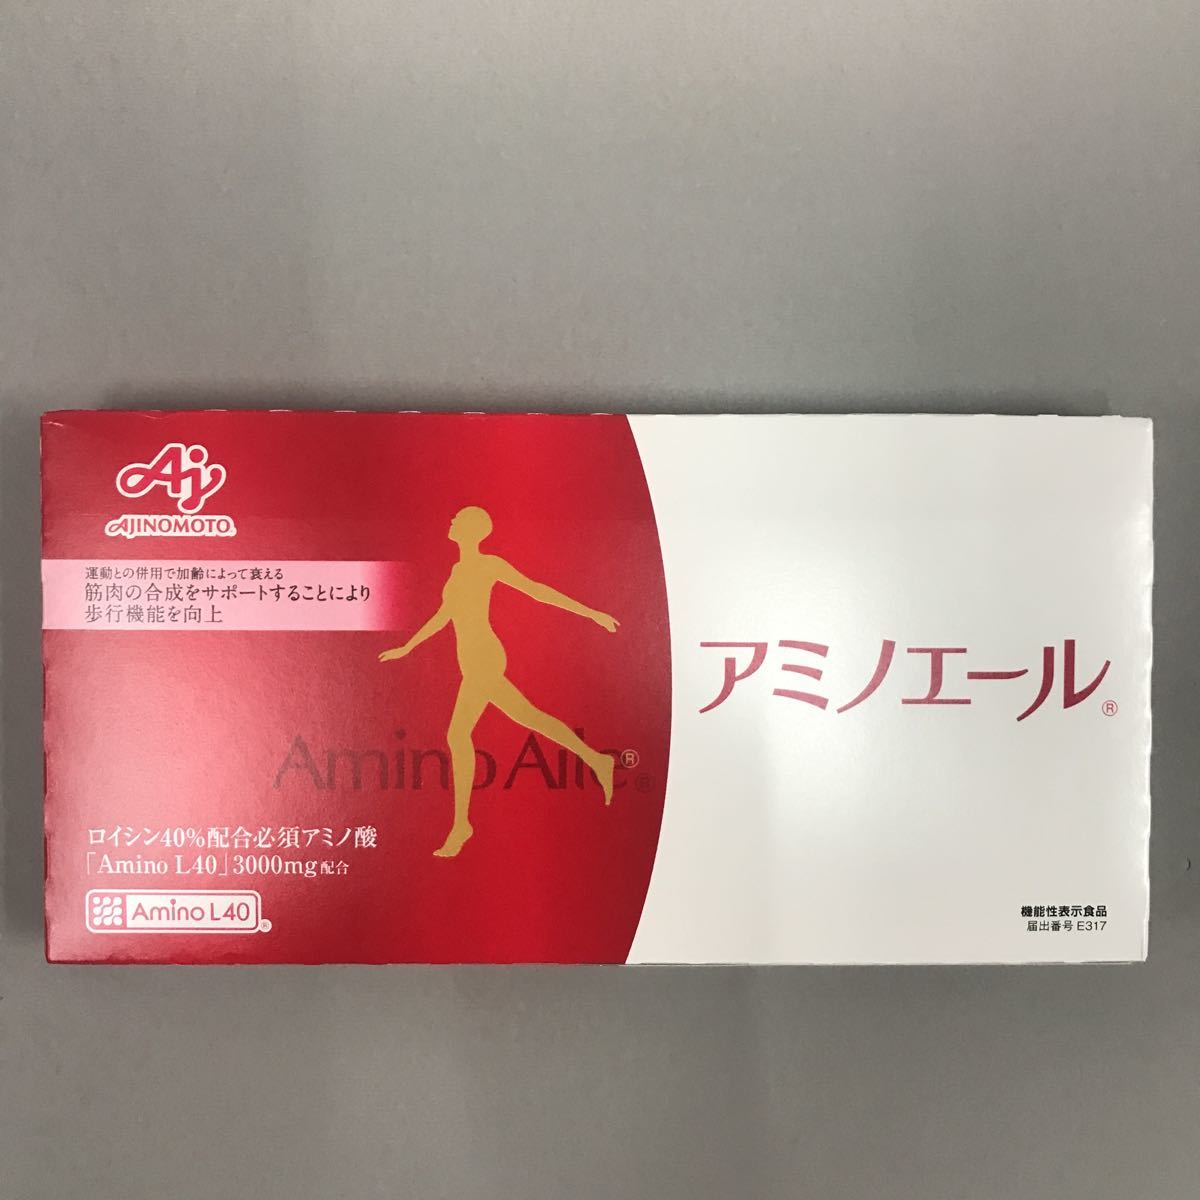 Aj
AJINOMOTO®
運動との併用で加齢によって衰える
筋肉の合成をサポートすることにより
歩行機能を向上
アミノエール®
Amino Aile®
ロイシン40%配合必須アミノ酸
「Amino L40」3000mg配合
Amino L40®
機能性表示食品
届出番号 E317